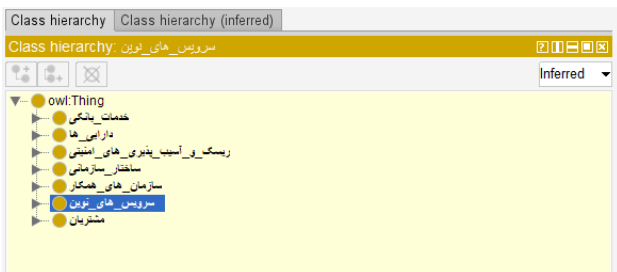 Class hierarchy Class hierarchy (inferred)
Class hierarchy: سرویس_های_نوین
Inferred
owl:Thing
خدمات_بانکی
دارایی_ها
ریسک_و_آسیب_پذیری_های_امنیتی
ساختار_سازمانی
سازمان_های_همکار
سرویس_های_نوین
مشتریان